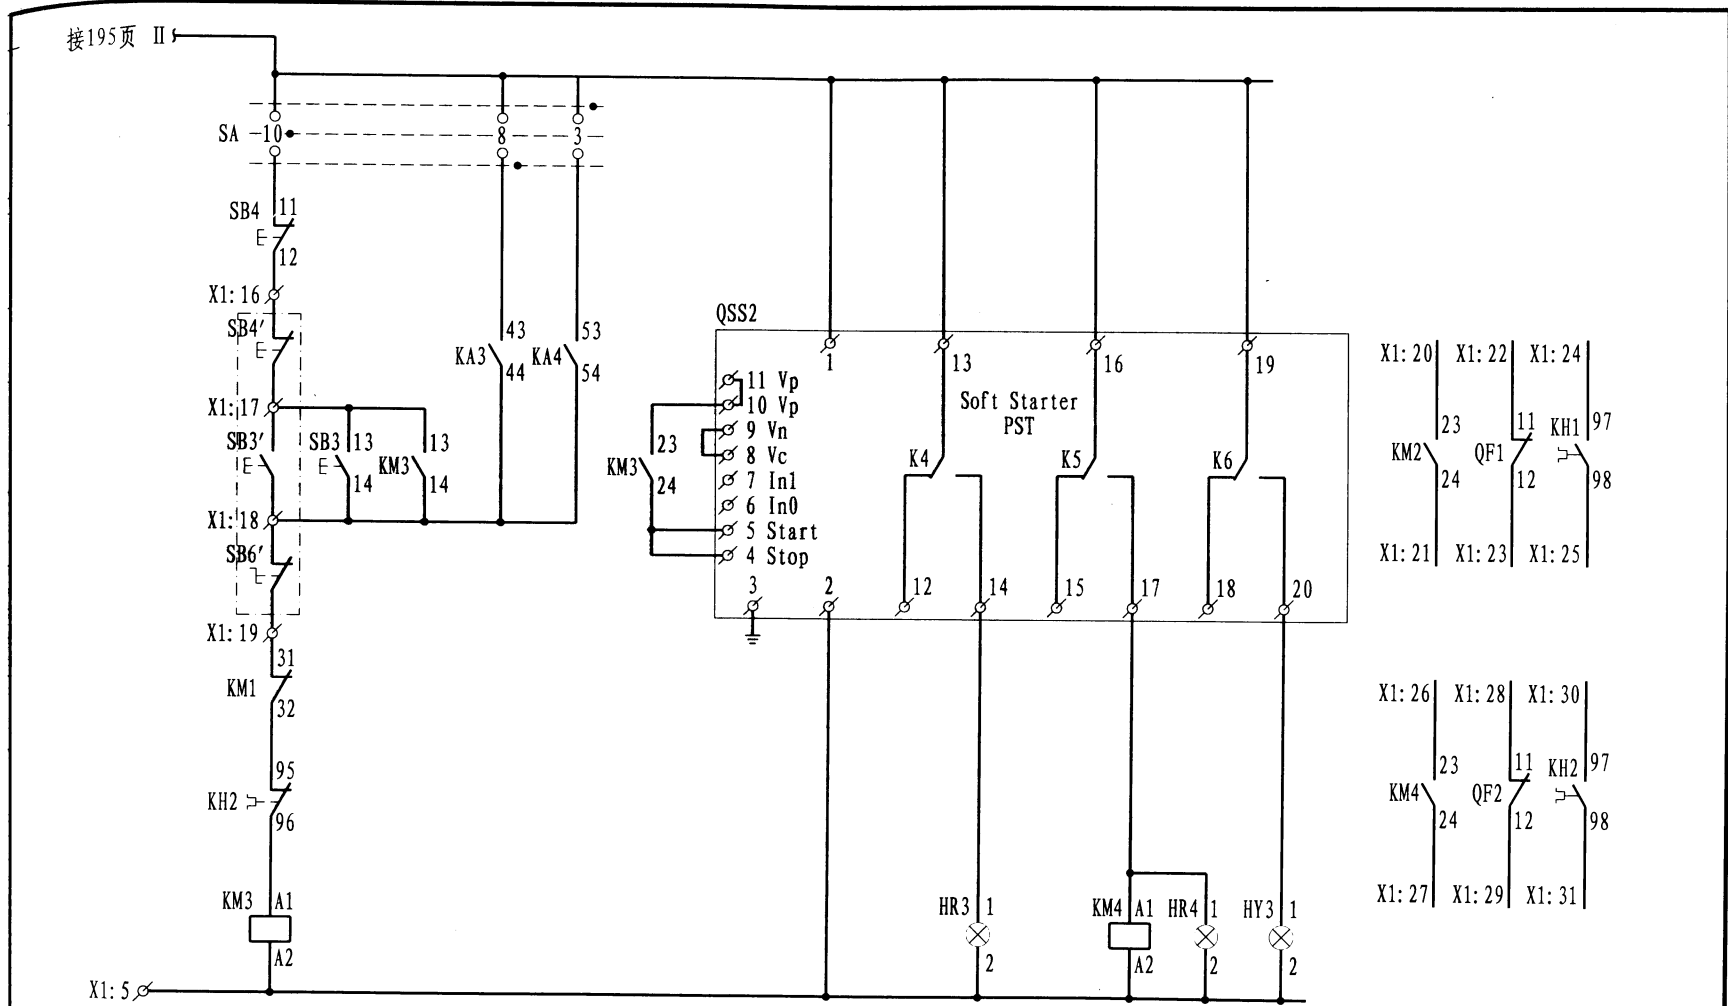 接195页 II
SA 10 8 3
SB4 11
12
X1:16
SB4′
X1:17
SB3′
SB3 13
14
KM3 13
14
X1:18
SB6′
X1:19
KM1 31
32
KH2 95
96
KM3 A1
A2
X1:5
KA3 43
44
KA4 53
54
KM3 23
24
QSS2
1 13 16 19
Soft Starter
PST
11 Vp
10 Vp
9 Vn
8 Vc
7 In1
6 In0
5 Start
4 Stop
K4 K5 K6
3 2 12 14 15 17 18 20
HR3 1
2
KM4 A1
A2
HR4 1
2
HY3 1
2
X1:20 X1:22 X1:24
KM2 23
24
QF1 11
12
KH1 97
98
X1:21 X1:23 X1:25
X1:26 X1:28 X1:30
KM4 23
24
QF2 11
12
KH2 97
98
X1:27 X1:29 X1:31